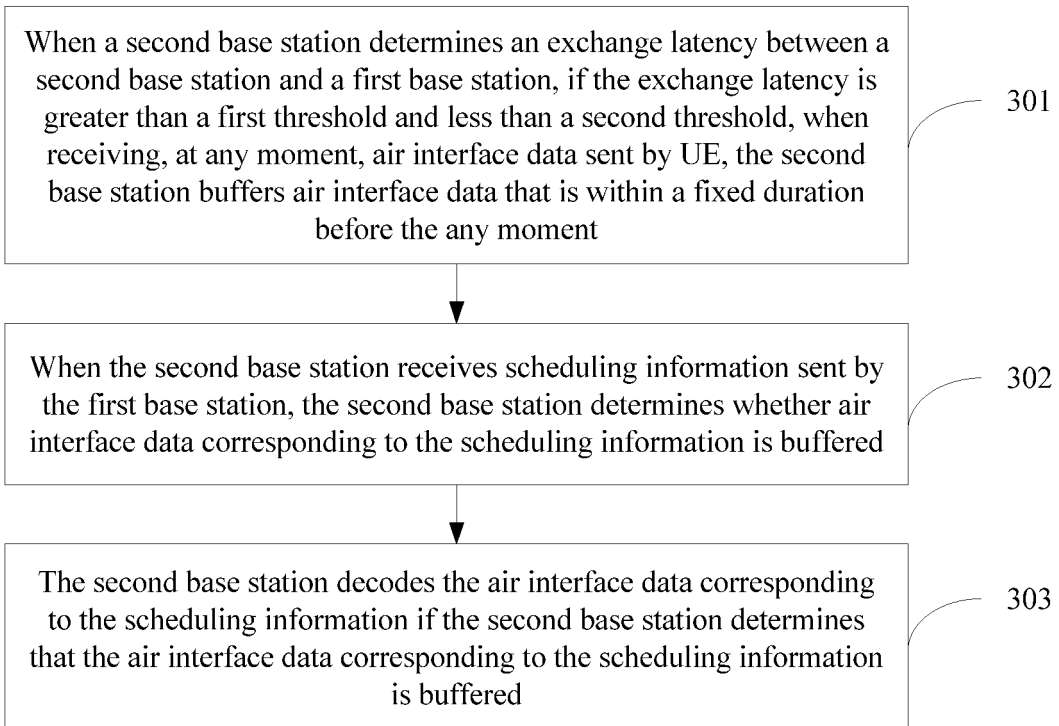 When a second base station determines an exchange latency between a
second base station and a first base station, if the exchange latency is
greater than a first threshold and less than a second threshold, when
receiving, at any moment, air interface data sent by UE, the second
base station buffers air interface data that is within a fixed duration
before the any moment
301
When the second base station receives scheduling information sent by
the first base station, the second base station determines whether air
interface data corresponding to the scheduling information is buffered
302
The second base station decodes the air interface data corresponding
to the scheduling information if the second base station determines
that the air interface data corresponding to the scheduling information
is buffered
303